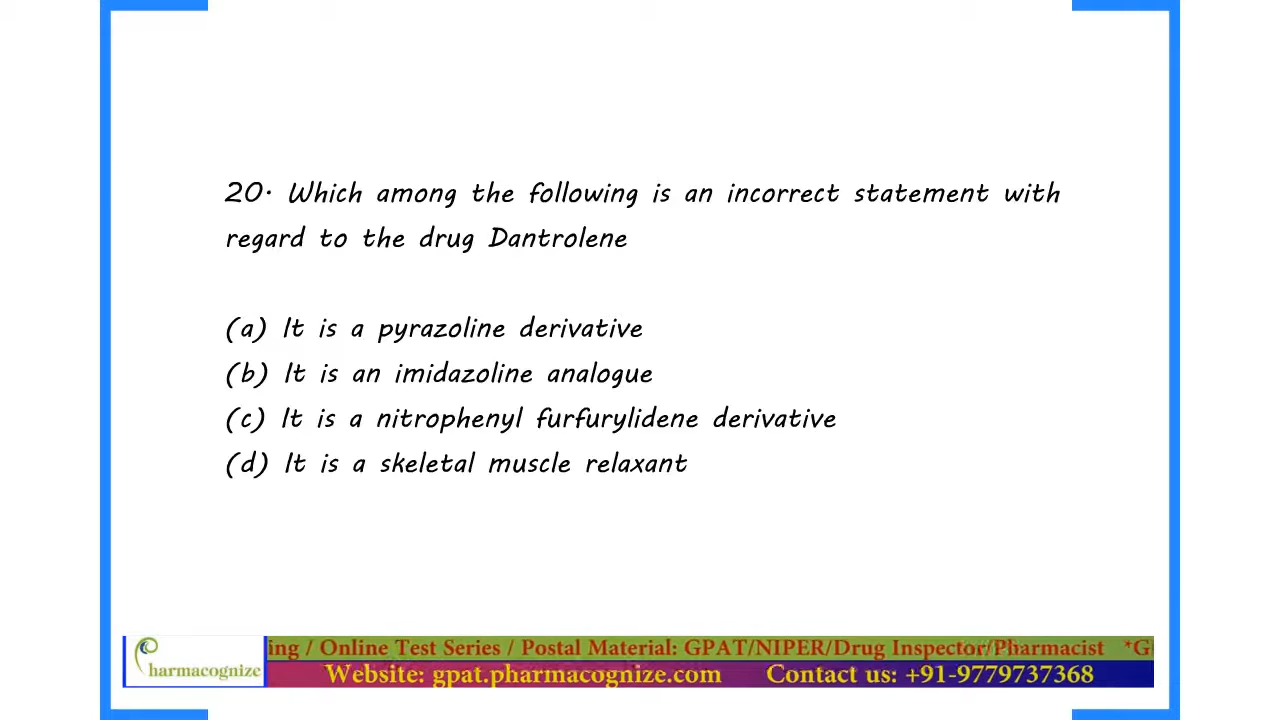 20. Which among the following is an incorrect statement with
regard to the drug Dantrolene
(a) It is a pyrazoline derivative
(b) It is an imidazoline analogue
(c) It is a nitrophenyl furfurylidene derivative
(d) It is a skeletal muscle relaxant
harmacognize
ing / Online Test Series / Postal Material: GPAT/NIPER/Drug Inspector/Pharmacist *G
Website: gpat.pharmacognize.com Contact us: +91-9779737368